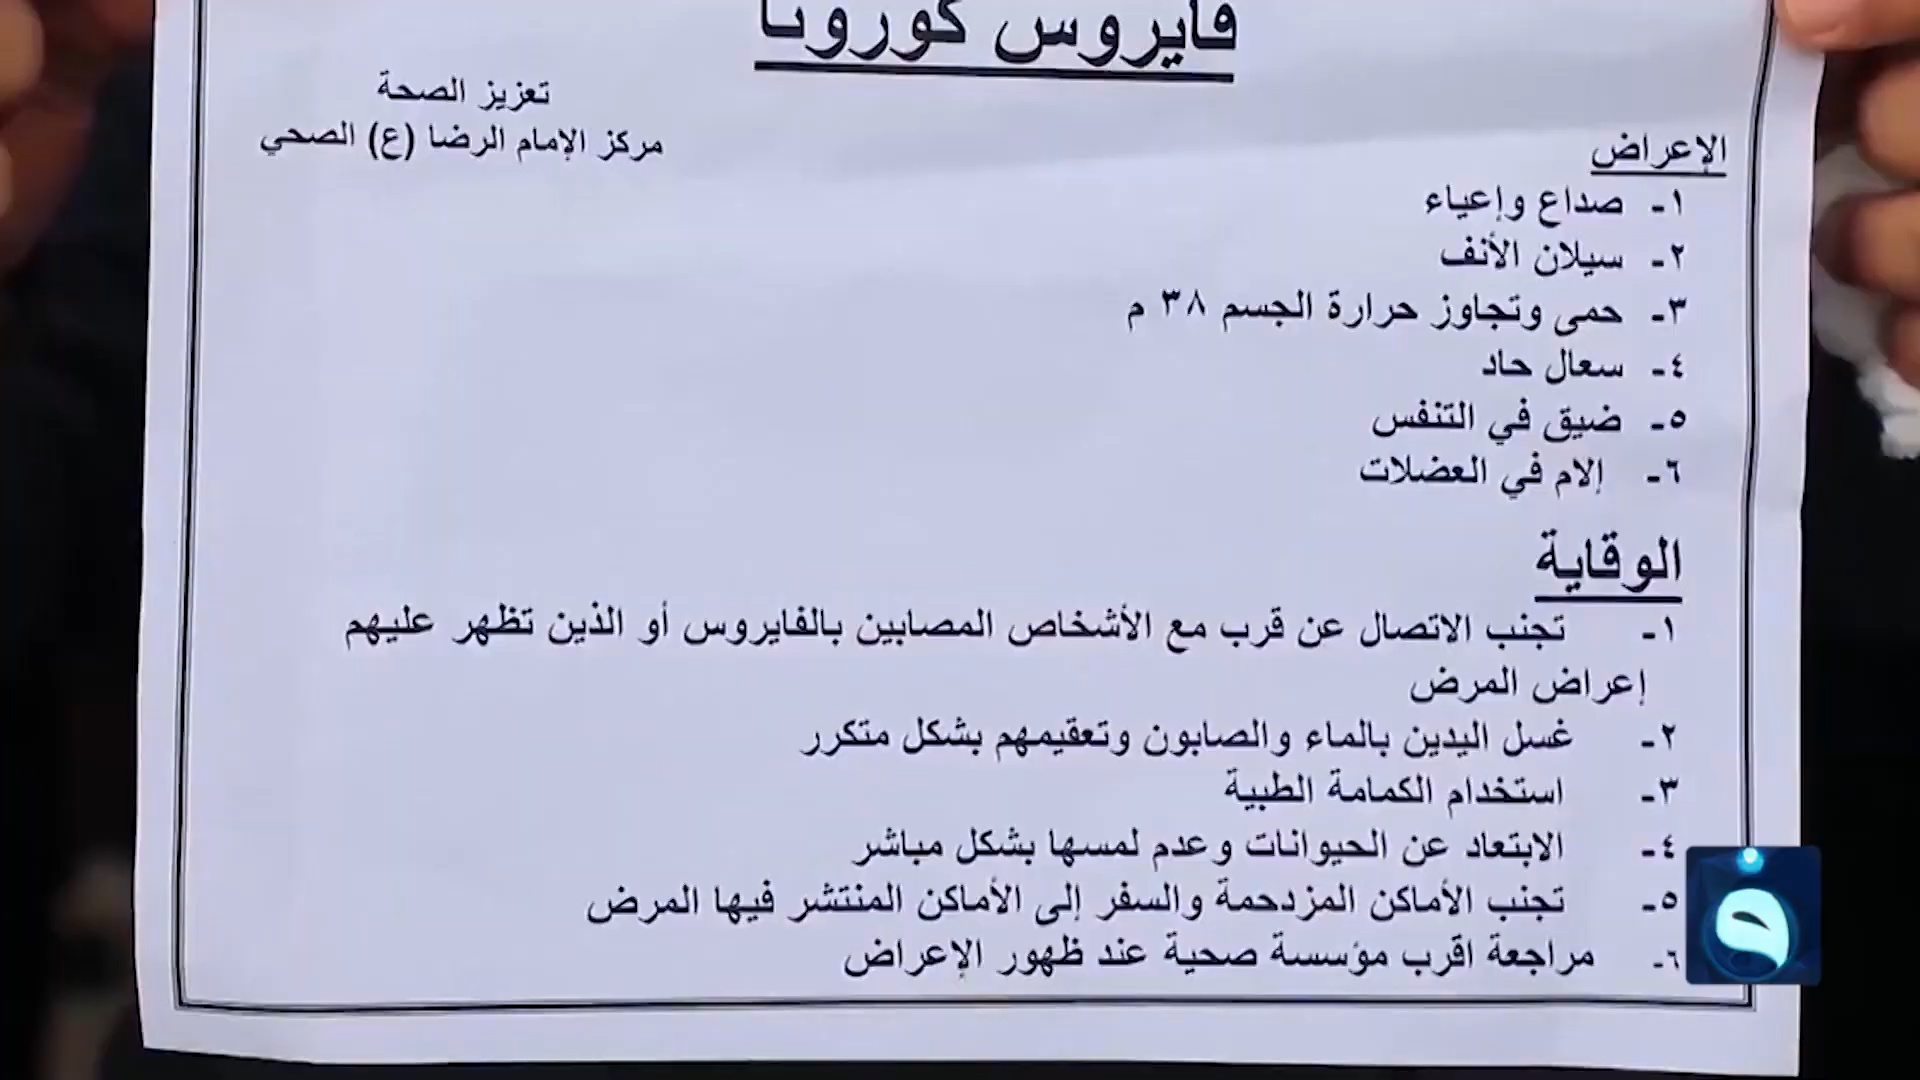 فايروس كورونا
تعزيز الصحة
مركز الإمام الرضا (ع) الصحي
الإعراض
١- صداع وإعياء
٢- سيلان الأنف
٣- حمى وتجاوز حرارة الجسم ٣٨ م
٤- سعال حاد
٥- ضيق في التنفس
٦- إلام في العضلات
الوقاية
١- تجنب الاتصال عن قرب مع الأشخاص المصابين بالفايروس أو الذين تظهر عليهم
إعراض المرض
٢- غسل اليدين بالماء والصابون وتعقيمهم بشكل متكرر
٣- استخدام الكمامة الطبية
٤- الابتعاد عن الحيوانات وعدم لمسها بشكل مباشر
٥- تجنب الأماكن المزدحمة والسفر إلى الأماكن المنتشر فيها المرض
٦- مراجعة اقرب مؤسسة صحية عند ظهور الإعراض